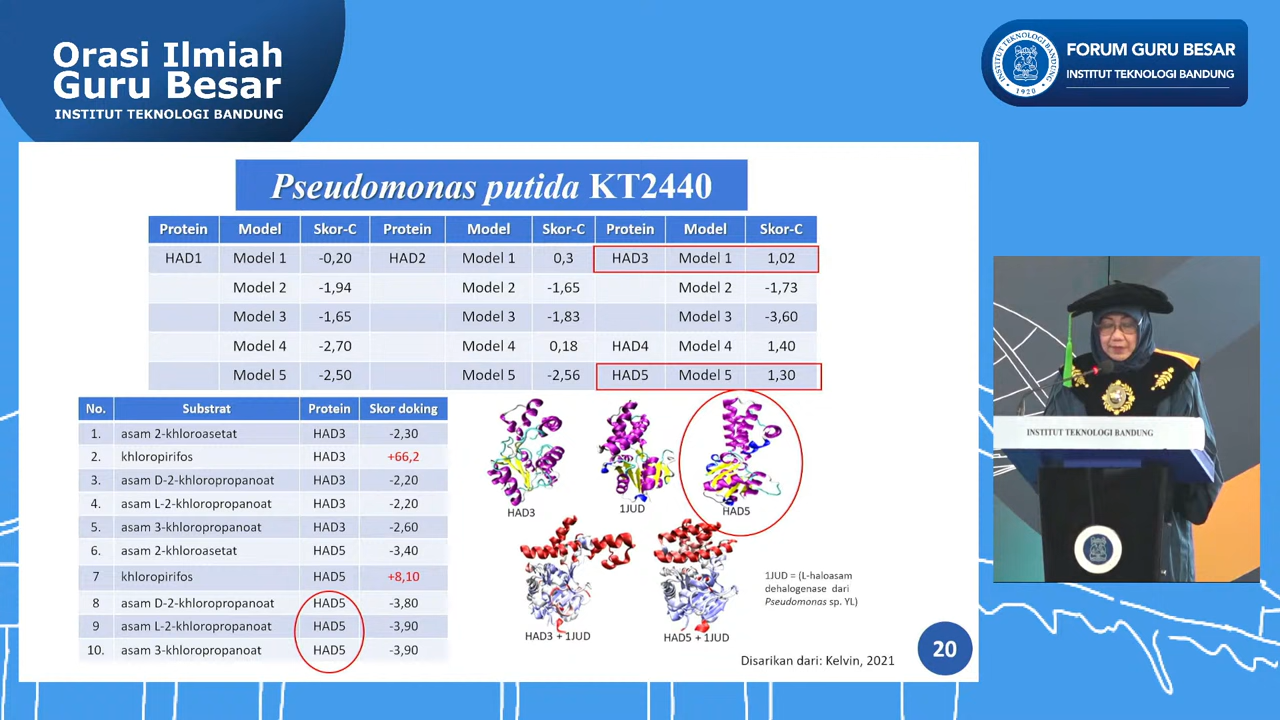 Orasi Ilmiah
Guru Besar
INSTITUT TEKNOLOGI BANDUNG
INSTITUT TEKNOLOGI BANDUNG
1920
FORUM GURU BESAR
INSTITUT TEKNOLOGI BANDUNG
Pseudomonas putida KT2440
Protein Model Skor-C Protein Model Skor-C Protein Model Skor-C
HAD1 Model 1 -0,20 HAD2 Model 1 0,3 HAD3 Model 1 1,02
Model 2 -1,94 Model 2 -1,65 Model 2 -1,73
Model 3 -1,65 Model 3 -1,83 Model 3 -3,60
Model 4 -2,70 Model 4 0,18 HAD4 Model 4 1,40
Model 5 -2,50 Model 5 -2,56 HAD5 Model 5 1,30
No. Substrat Protein Skor doking
1. asam 2-khloroasetat HAD3 -2,30
2. khloropirifos HAD3 +66,2
3. asam D-2-khloropropanoat HAD3 -2,20
4. asam L-2-khloropropanoat HAD3 -2,20
5. asam 3-khloropropanoat HAD3 -2,60
6. asam 2-khloroasetat HAD5 -3,40
7 khloropirifos HAD5 +8,10
8 asam D-2-khloropropanoat HAD5 -3,80
9 asam L-2-khloropropanoat HAD5 -3,90
10. asam 3-khloropropanoat HAD5 -3,90
HAD3
1JUD
HAD5
HAD3 + 1JUD
HAD5 + 1JUD
1JUD = (L-haloasam
dehalogenase dari
Pseudomonas sp. YL)
Disarikan dari: Kelvin, 2021
20
INSTITUT TEKNOLOGI BANDUNG